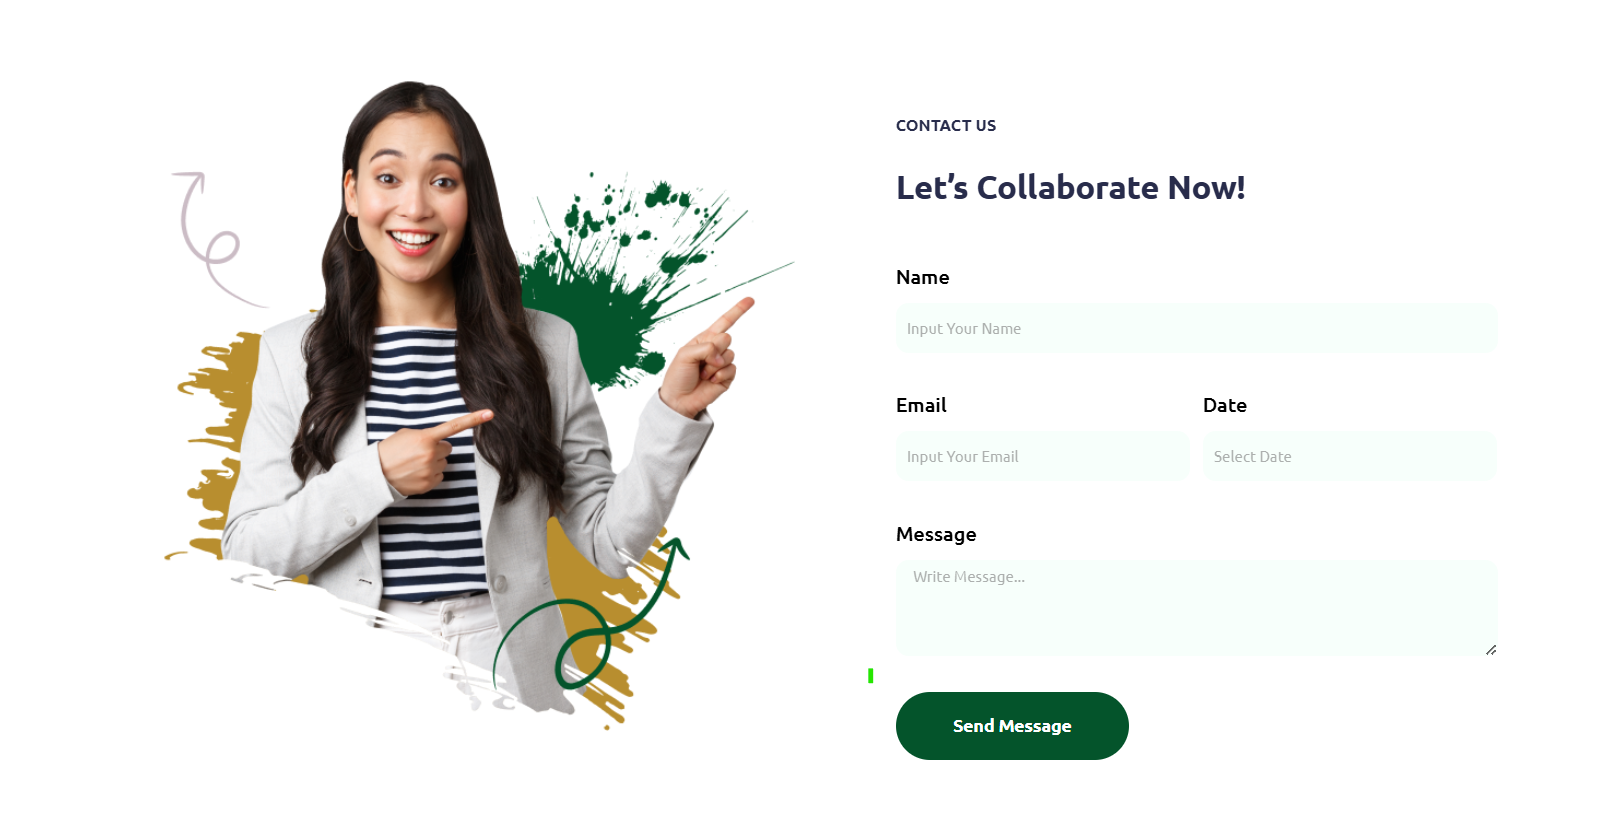 CONTACT US
Let’s Collaborate Now!
Name
Input Your Name
Email
Date
Input Your Email
Select Date
Message
Write Message...
Send Message